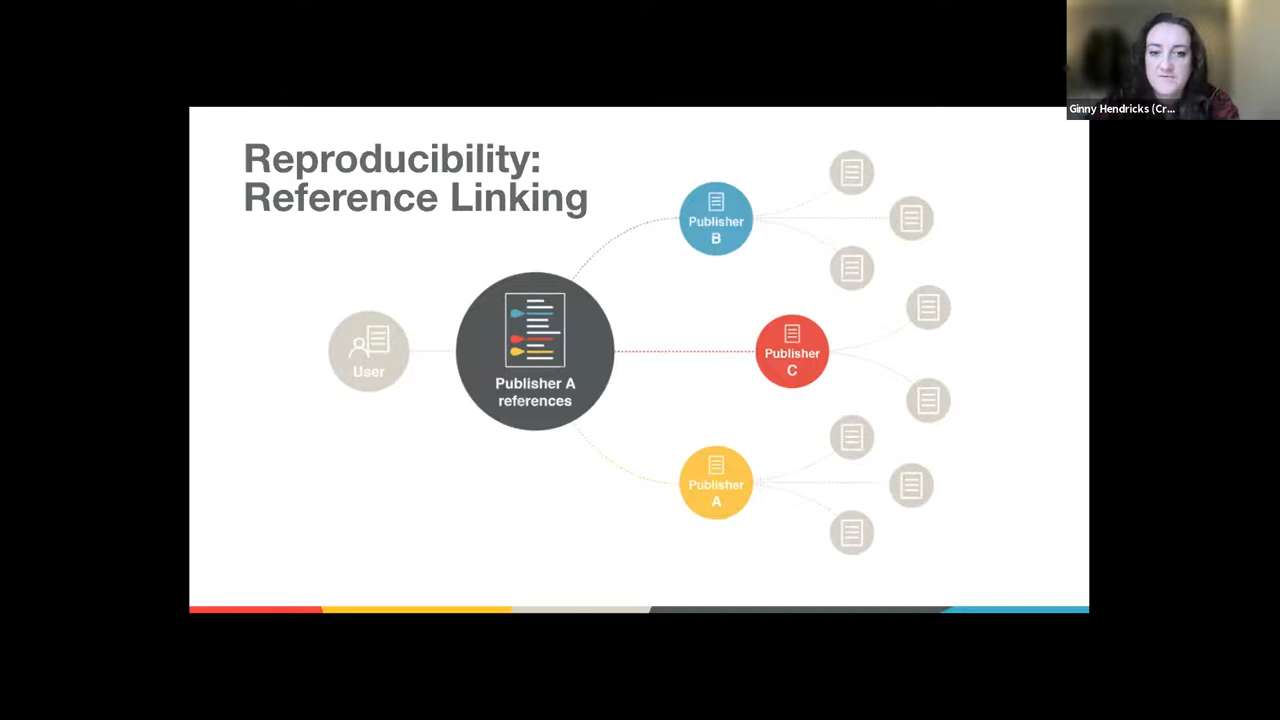 Ginny Hendricks (Cr...
Reproducibility:
Reference Linking
User
Publisher A
references
Publisher
B
Publisher
C
Publisher
A